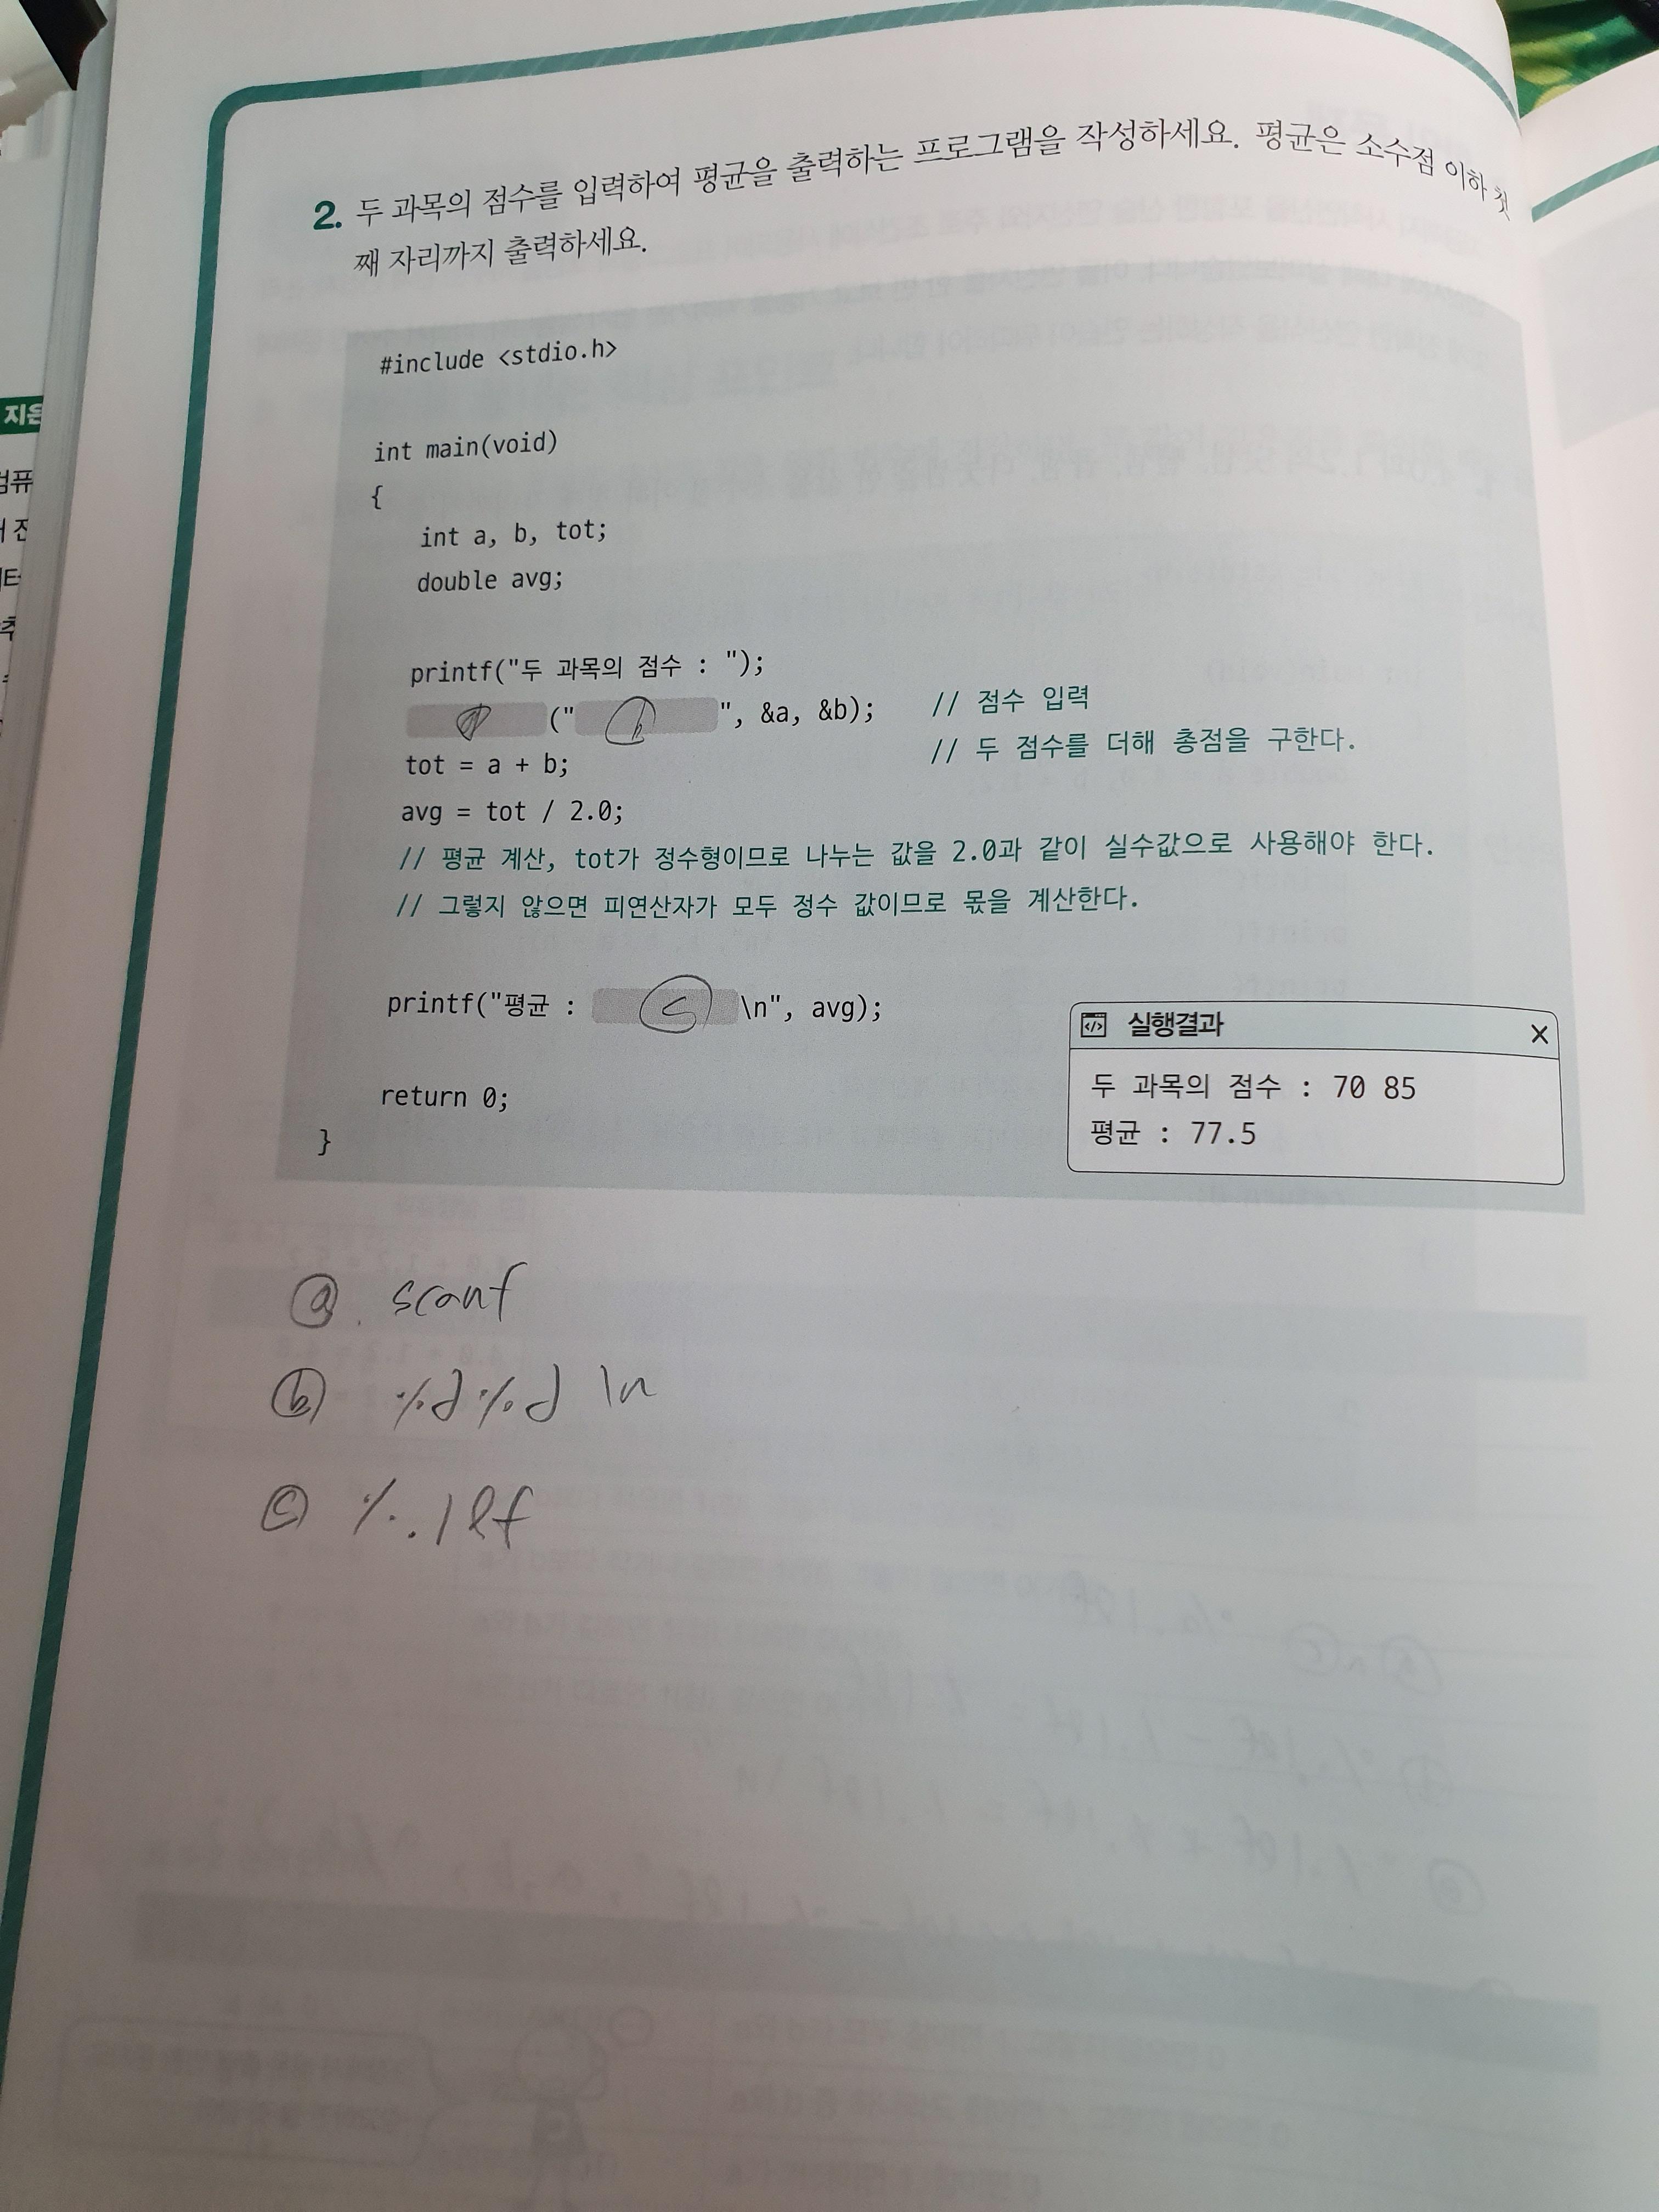 지은
컴퓨
2. 두 과목의 점수를 입력하여 평균을 출력하는 프로그램을 작성하세요. 평균은 소수점 이하 첫
째 자리까지 출력하세요.
#include <stdio.h>
int main(void)
{
int a, b, tot;
double avg;
printf("두 과목의 점수 : ");
ⓐ ("ⓑ", &a, &b); // 점수 입력
tot = a + b; // 두 점수를 더해 총점을 구한다.
avg = tot / 2.0;
// 평균 계산, tot가 정수형이므로 나누는 값을 2.0과 같이 실수값으로 사용해야 한다.
// 그렇지 않으면 피연산자가 모두 정수 값이므로 몫을 계산한다.
printf("평균 : ⓒ \n", avg);
return 0;
}
실행결과 X
두 과목의 점수 : 70 85
평균 : 77.5
ⓐ. scanf
ⓑ %d%d \n
ⓒ %.1lf